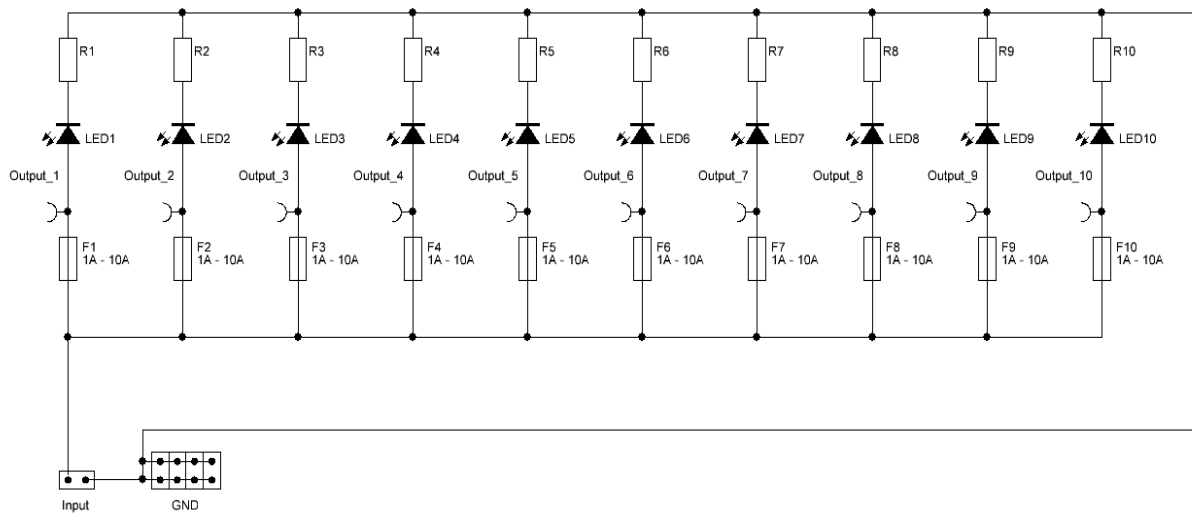 R1 R2 R3 R4 R5 R6 R7 R8 R9 R10
LED1 LED2 LED3 LED4 LED5 LED6 LED7 LED8 LED9 LED10
Output_1 Output_2 Output_3 Output_4 Output_5 Output_6 Output_7 Output_8 Output_9 Output_10
F1 F2 F3 F4 F5 F6 F7 F8 F9 F10
1A - 10A 1A - 10A 1A - 10A 1A - 10A 1A - 10A 1A - 10A 1A - 10A 1A - 10A 1A - 10A 1A - 10A
Input GND